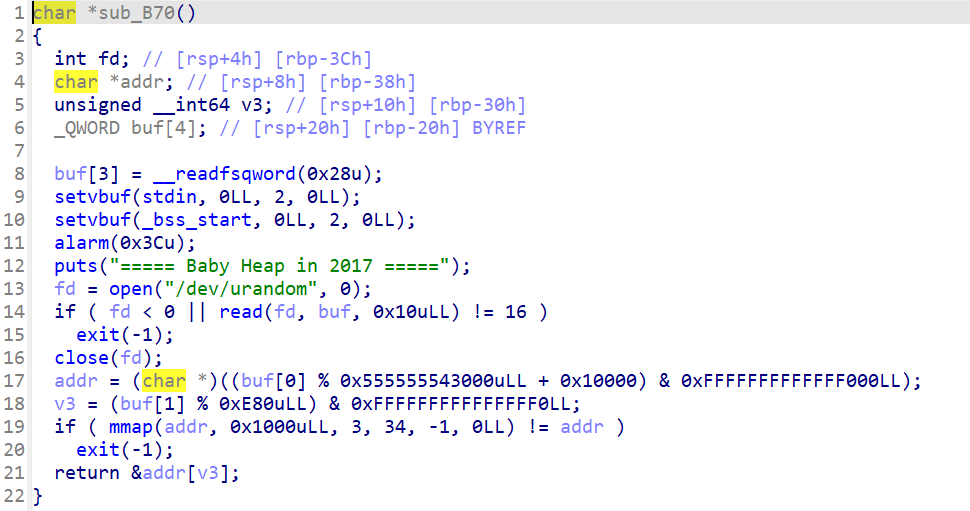 1 char *sub_B70()
2 {
3   int fd; // [rsp+4h] [rbp-3Ch]
4   char *addr; // [rsp+8h] [rbp-38h]
5   unsigned __int64 v3; // [rsp+10h] [rbp-30h]
6   _QWORD buf[4]; // [rsp+20h] [rbp-20h] BYREF
7
8   buf[3] = __readfsqword(0x28u);
9   setvbuf(stdin, 0LL, 2, 0LL);
10   setvbuf(_bss_start, 0LL, 2, 0LL);
11   alarm(0x3Cu);
12   puts("===== Baby Heap in 2017 =====");
13   fd = open("/dev/urandom", 0);
14   if ( fd < 0 || read(fd, buf, 0x10uLL) != 16 )
15     exit(-1);
16   close(fd);
17   addr = (char *)((buf[0] % 0x555555543000uLL + 0x10000) & 0xFFFFFFFFFFFFF000LL);
18   v3 = (buf[1] % 0xE80uLL) & 0xFFFFFFFFFFFFFFF0LL;
19   if ( mmap(addr, 0x1000uLL, 3, 34, -1, 0LL) != addr )
20     exit(-1);
21   return &addr[v3];
22 }